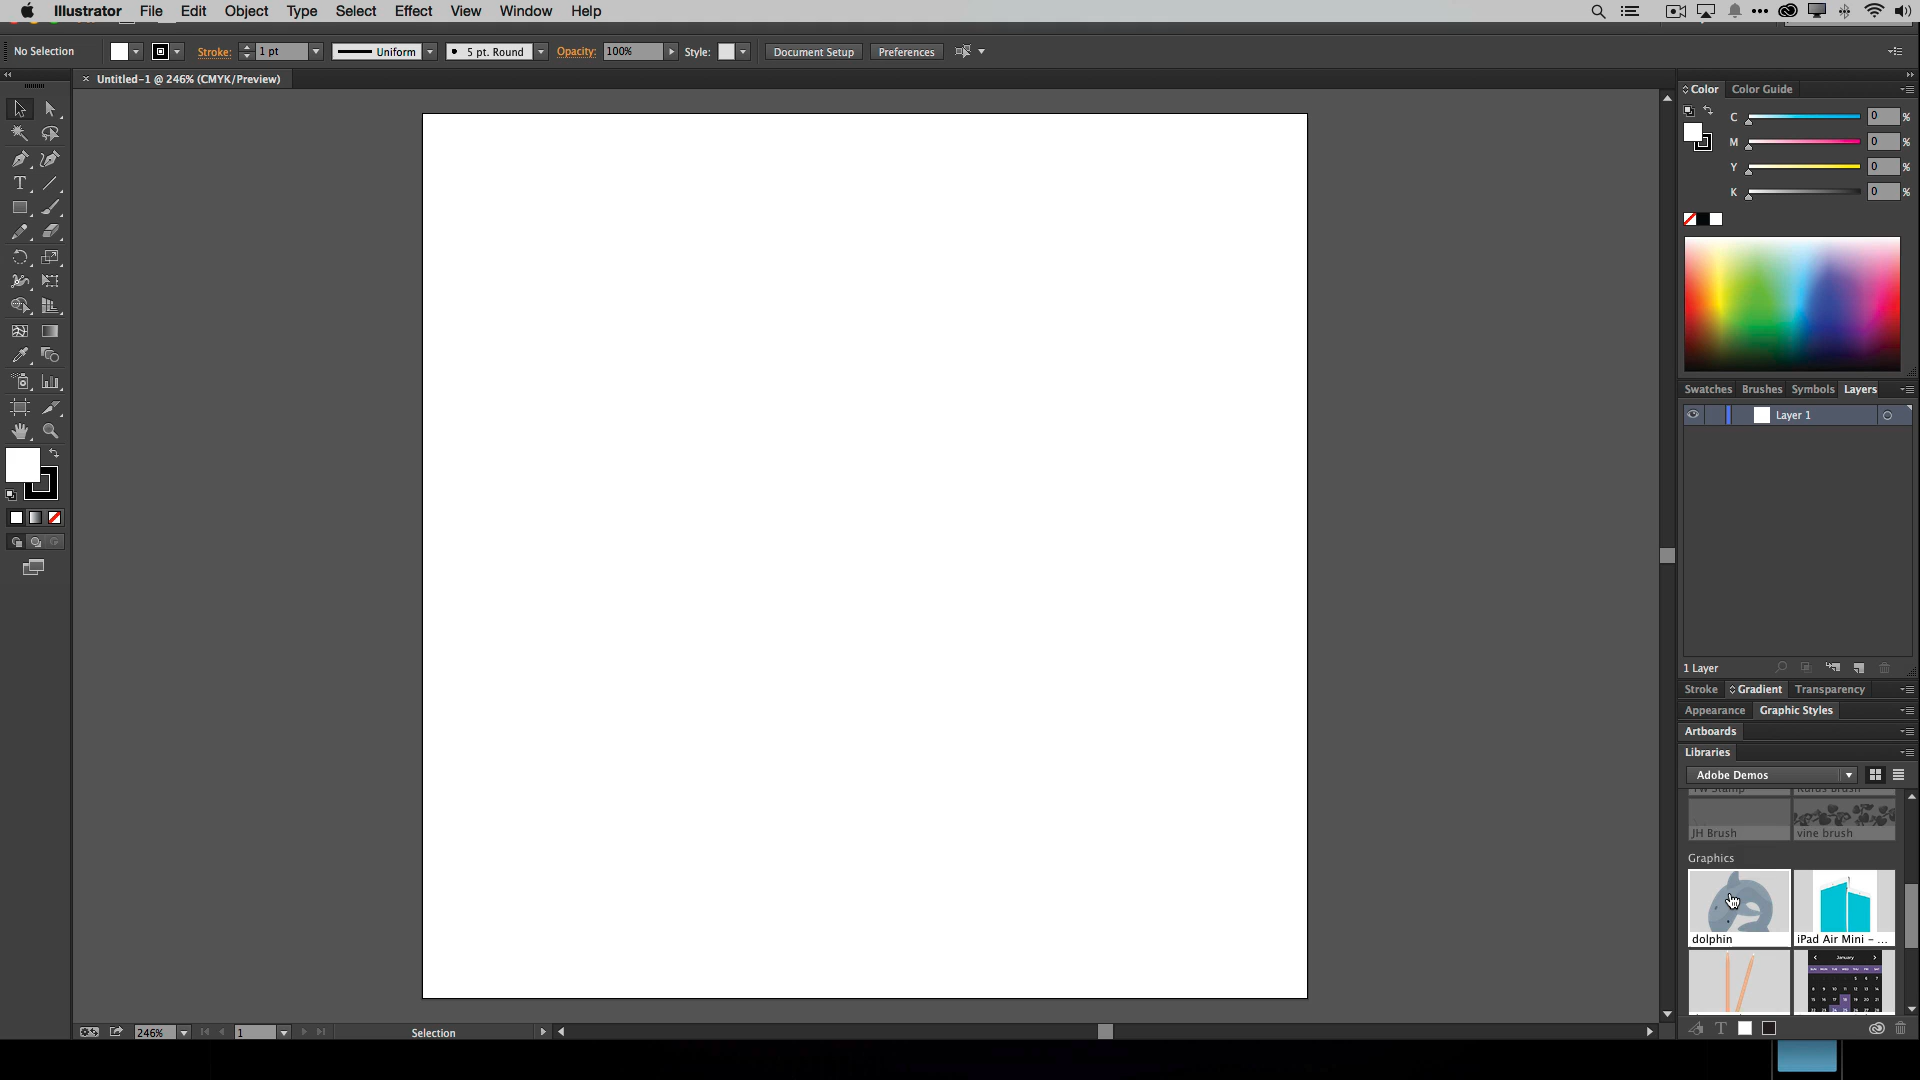 Illustrator File Edit Object Type Select Effect View Window Help
No Selection Stroke: 1 pt Uniform 5 pt. Round Opacity: 100% Style: Document Setup Preferences
Untitled-1 @ 246% (CMYK/Preview)
Color Color Guide
C 0 %
M 0 %
Y 0 %
K 0 %
Swatches Brushes Symbols Layers
Layer 1
1 Layer
Stroke Gradient Transparency
Appearance Graphic Styles
Artboards
Libraries
Adobe Demos
JH Brush vine brush
Graphics
dolphin iPad Air Mini - ...
January
246% 1 Selection